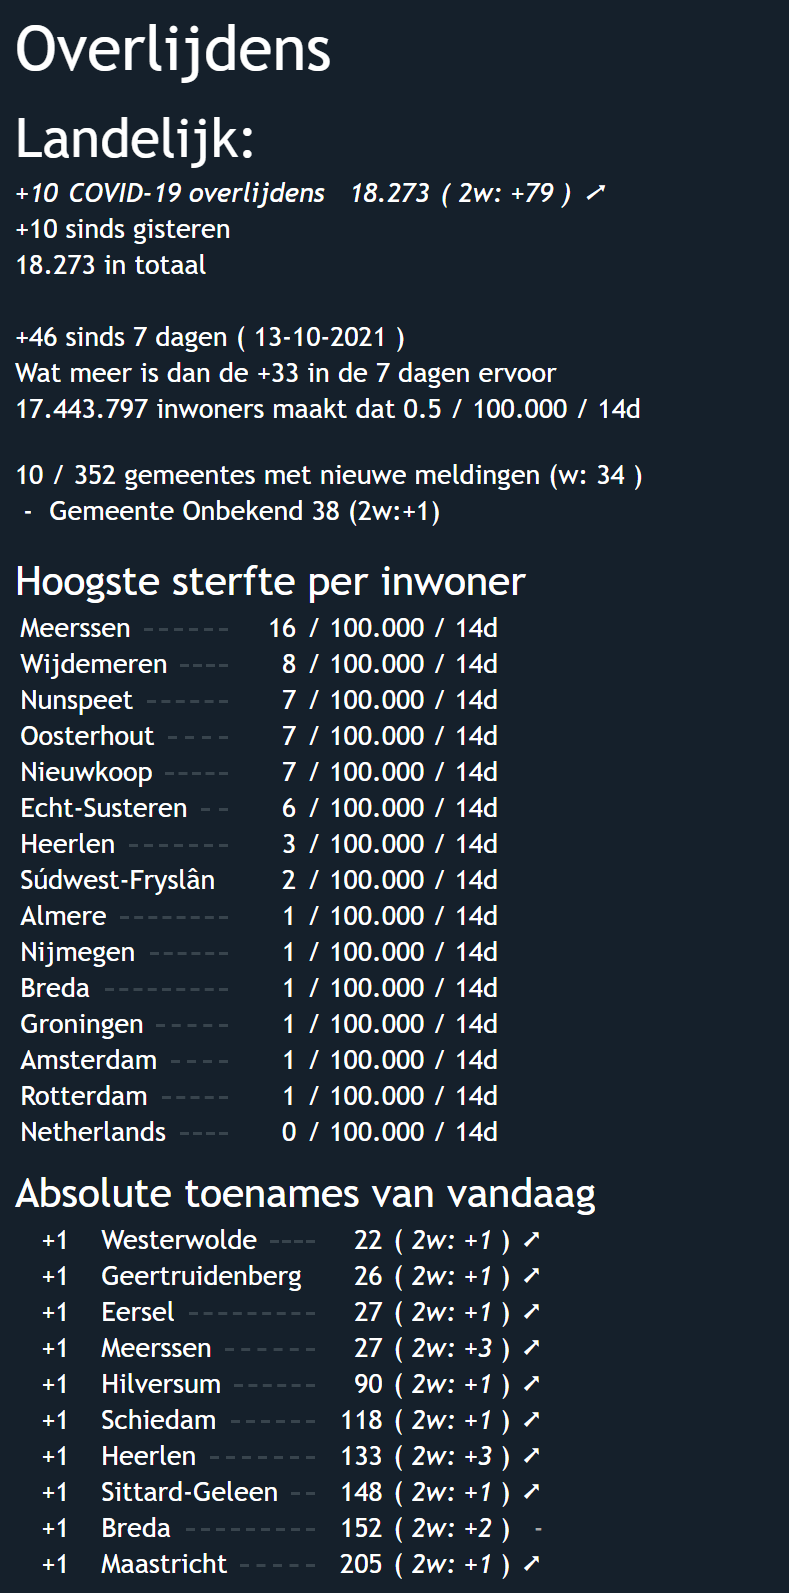 Overlijdens
Landelijk:
+10 COVID-19 overlijdens 18.273 ( 2w: +79 ) ➚
+10 sinds gisteren
18.273 in totaal
+46 sinds 7 dagen ( 13-10-2021 )
Wat meer is dan de +33 in de 7 dagen ervoor
17.443.797 inwoners maakt dat 0.5 / 100.000 / 14d
10 / 352 gemeentes met nieuwe meldingen (w: 34 )
- Gemeente Onbekend 38 (2w:+1)
Hoogste sterfte per inwoner
Meerssen ------ 16 / 100.000 / 14d
Wijdemeren ---- 8 / 100.000 / 14d
Nunspeet ------ 7 / 100.000 / 14d
Oosterhout ---- 7 / 100.000 / 14d
Nieuwkoop ----- 7 / 100.000 / 14d
Echt-Susteren -- 6 / 100.000 / 14d
Heerlen ------- 3 / 100.000 / 14d
Súdwest-Fryslân 2 / 100.000 / 14d
Almere -------- 1 / 100.000 / 14d
Nijmegen ------ 1 / 100.000 / 14d
Breda --------- 1 / 100.000 / 14d
Groningen ----- 1 / 100.000 / 14d
Amsterdam ---- 1 / 100.000 / 14d
Rotterdam ----- 1 / 100.000 / 14d
Netherlands ---- 0 / 100.000 / 14d
Absolute toenames van vandaag
+1 Westerwolde ---- 22 ( 2w: +1 ) ➚
+1 Geertruidenberg 26 ( 2w: +1 ) ➚
+1 Eersel --------- 27 ( 2w: +1 ) ➚
+1 Meerssen ------ 27 ( 2w: +3 ) ➚
+1 Hilversum ------ 90 ( 2w: +1 ) ➚
+1 Schiedam ------ 118 ( 2w: +1 ) ➚
+1 Heerlen ------- 133 ( 2w: +3 ) ➚
+1 Sittard-Geleen -- 148 ( 2w: +1 ) ➚
+1 Breda --------- 152 ( 2w: +2 ) -
+1 Maastricht ----- 205 ( 2w: +1 ) ➚